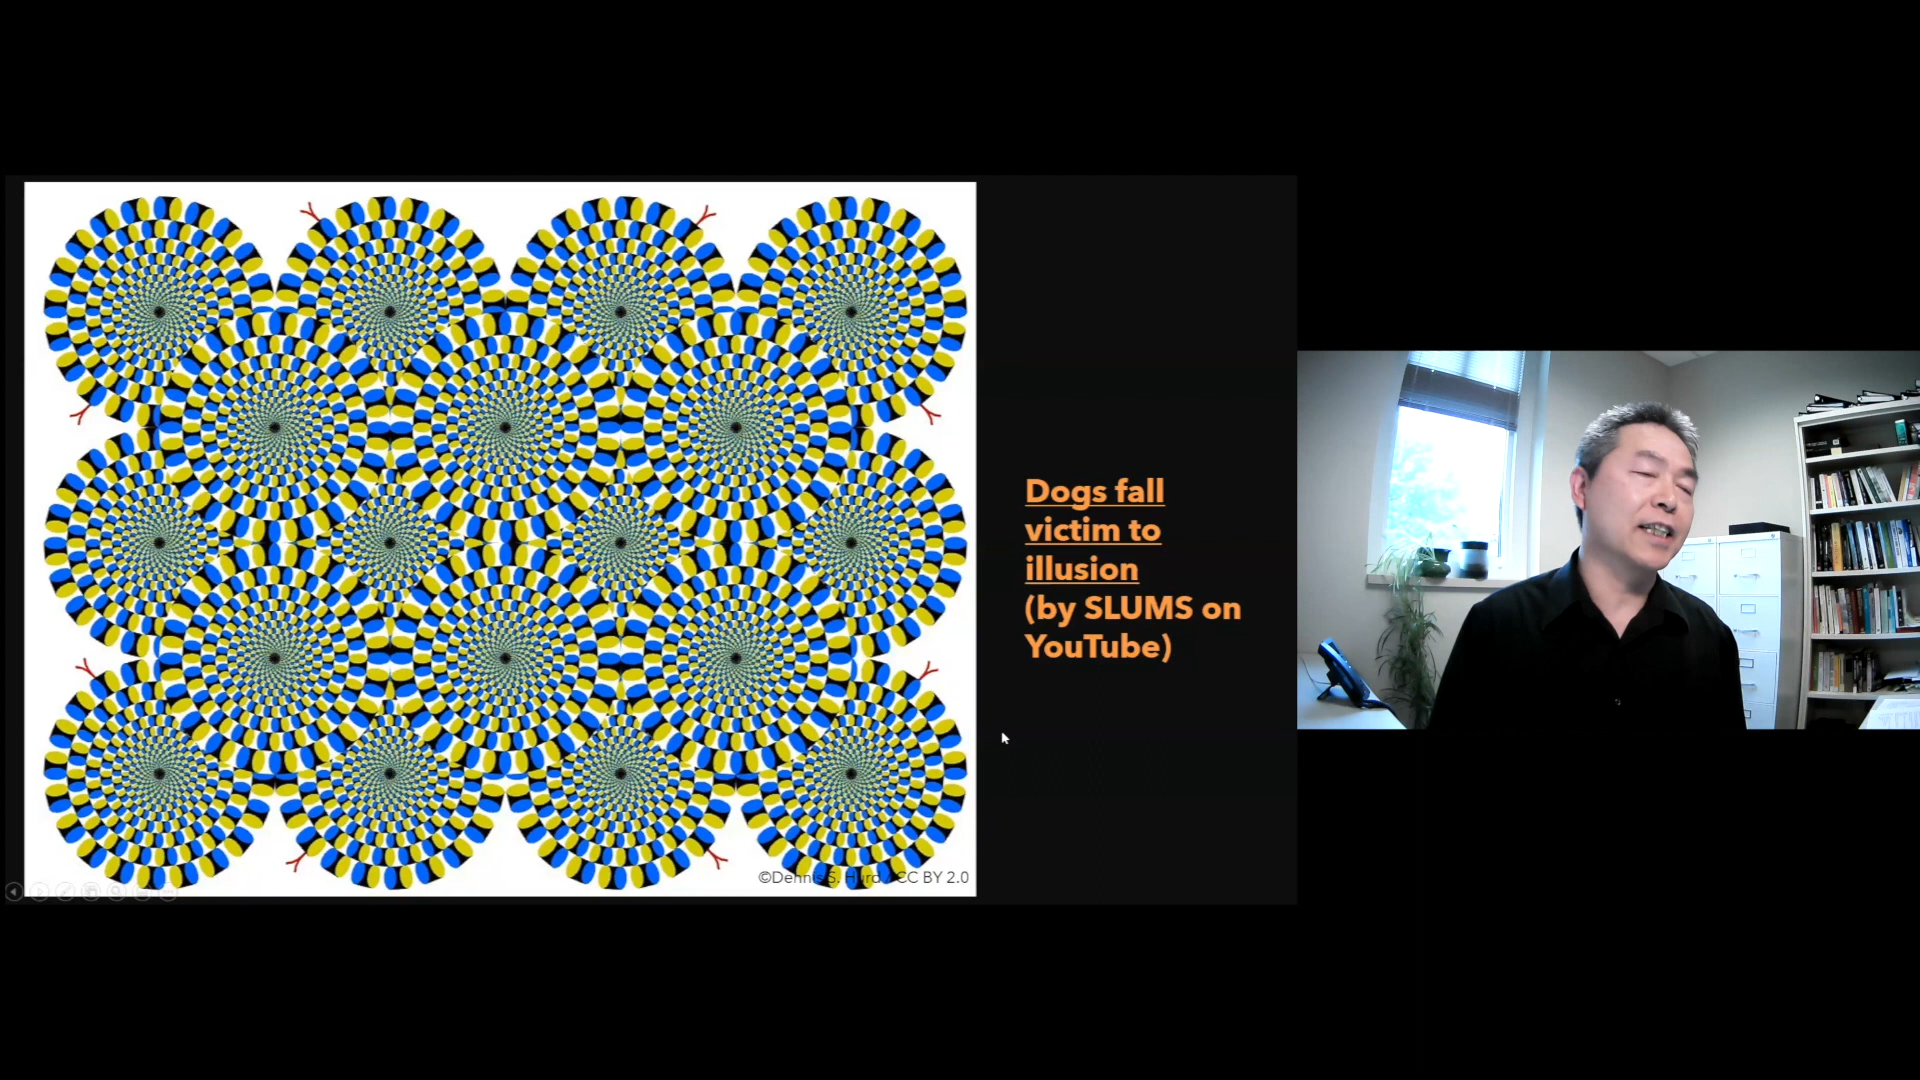 Dogs fall
victim to
illusion
(by SLUMS on
YouTube)
©Dennis S. Hurd / CC BY 2.0